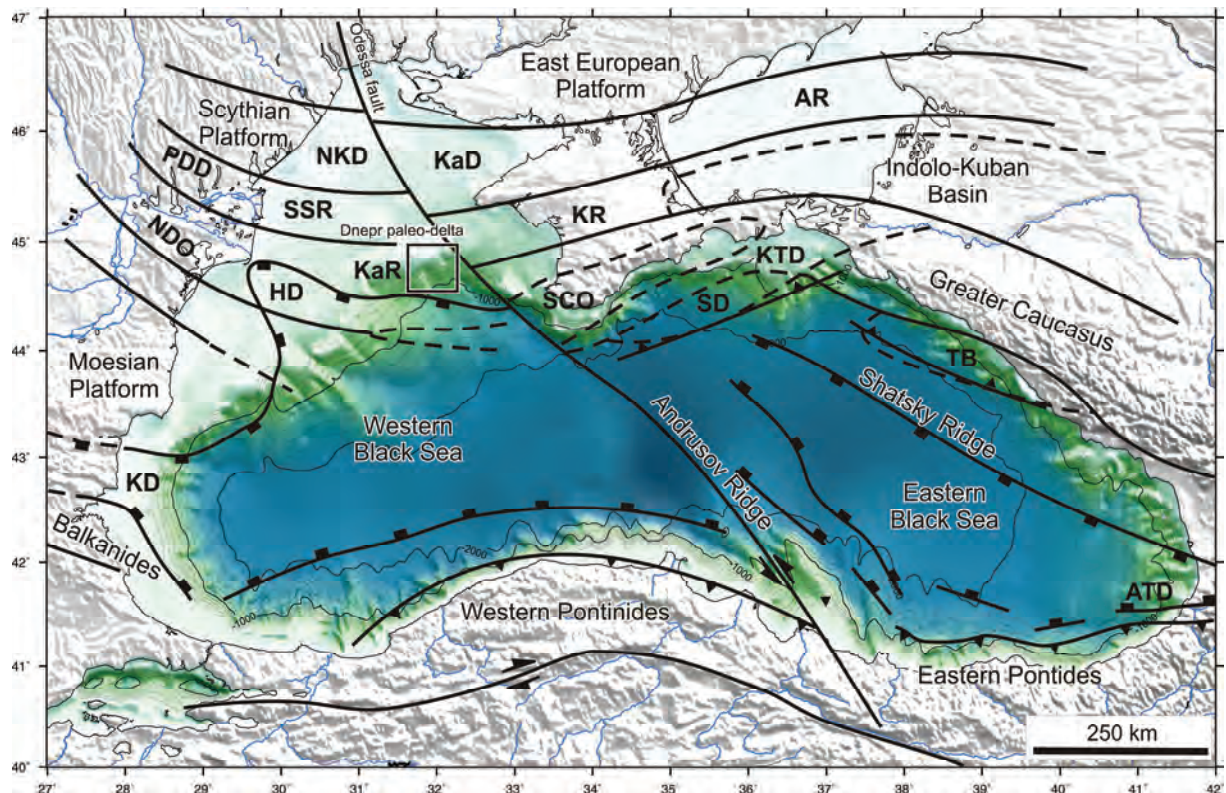 47°
46°
45°
44°
43°
42°
41°
40°
27°
28°
29°
30°
31°
32°
33°
34°
35°
36°
37°
38°
39°
40°
41°
42°
Odessa fault
East European
Platform
Scythian
Platform
AR
NKD
KaD
PDD
Indolo-Kuban
Basin
SSR
KR
NDO
Dnepr paleo-delta
KTD
KaR
HD
-1000
SCO
SD
-1000
Greater Caucasus
Moesian
Platform
TB
Shatsky Ridge
Western
Black Sea
Andrusov Ridge
KD
Eastern
Black Sea
Balkanides
-2000
-1000
-1000
ATD
Western Pontinides
Eastern Pontides
250 km